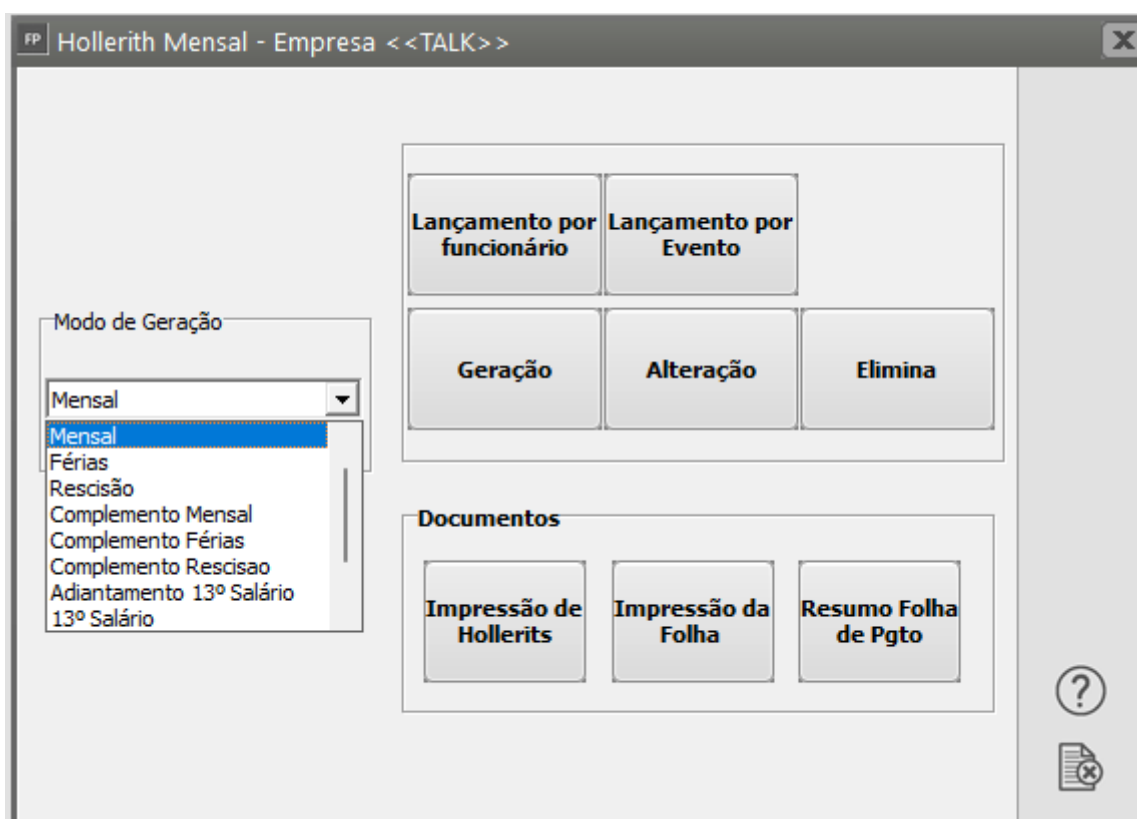 FP Hollerith Mensal - Empresa <<TALK>>
Lançamento por
funcionário
Lançamento por
Evento
Modo de Geração
Geração
Alteração
Elimina
Mensal
Mensal
Férias
Rescisão
Complemento Mensal
Complemento Férias
Complemento Rescisao
Adiantamento 13º Salário
13º Salário
Documentos
Impressão de
Hollerits
Impressão da
Folha
Resumo Folha
de Pgto
?